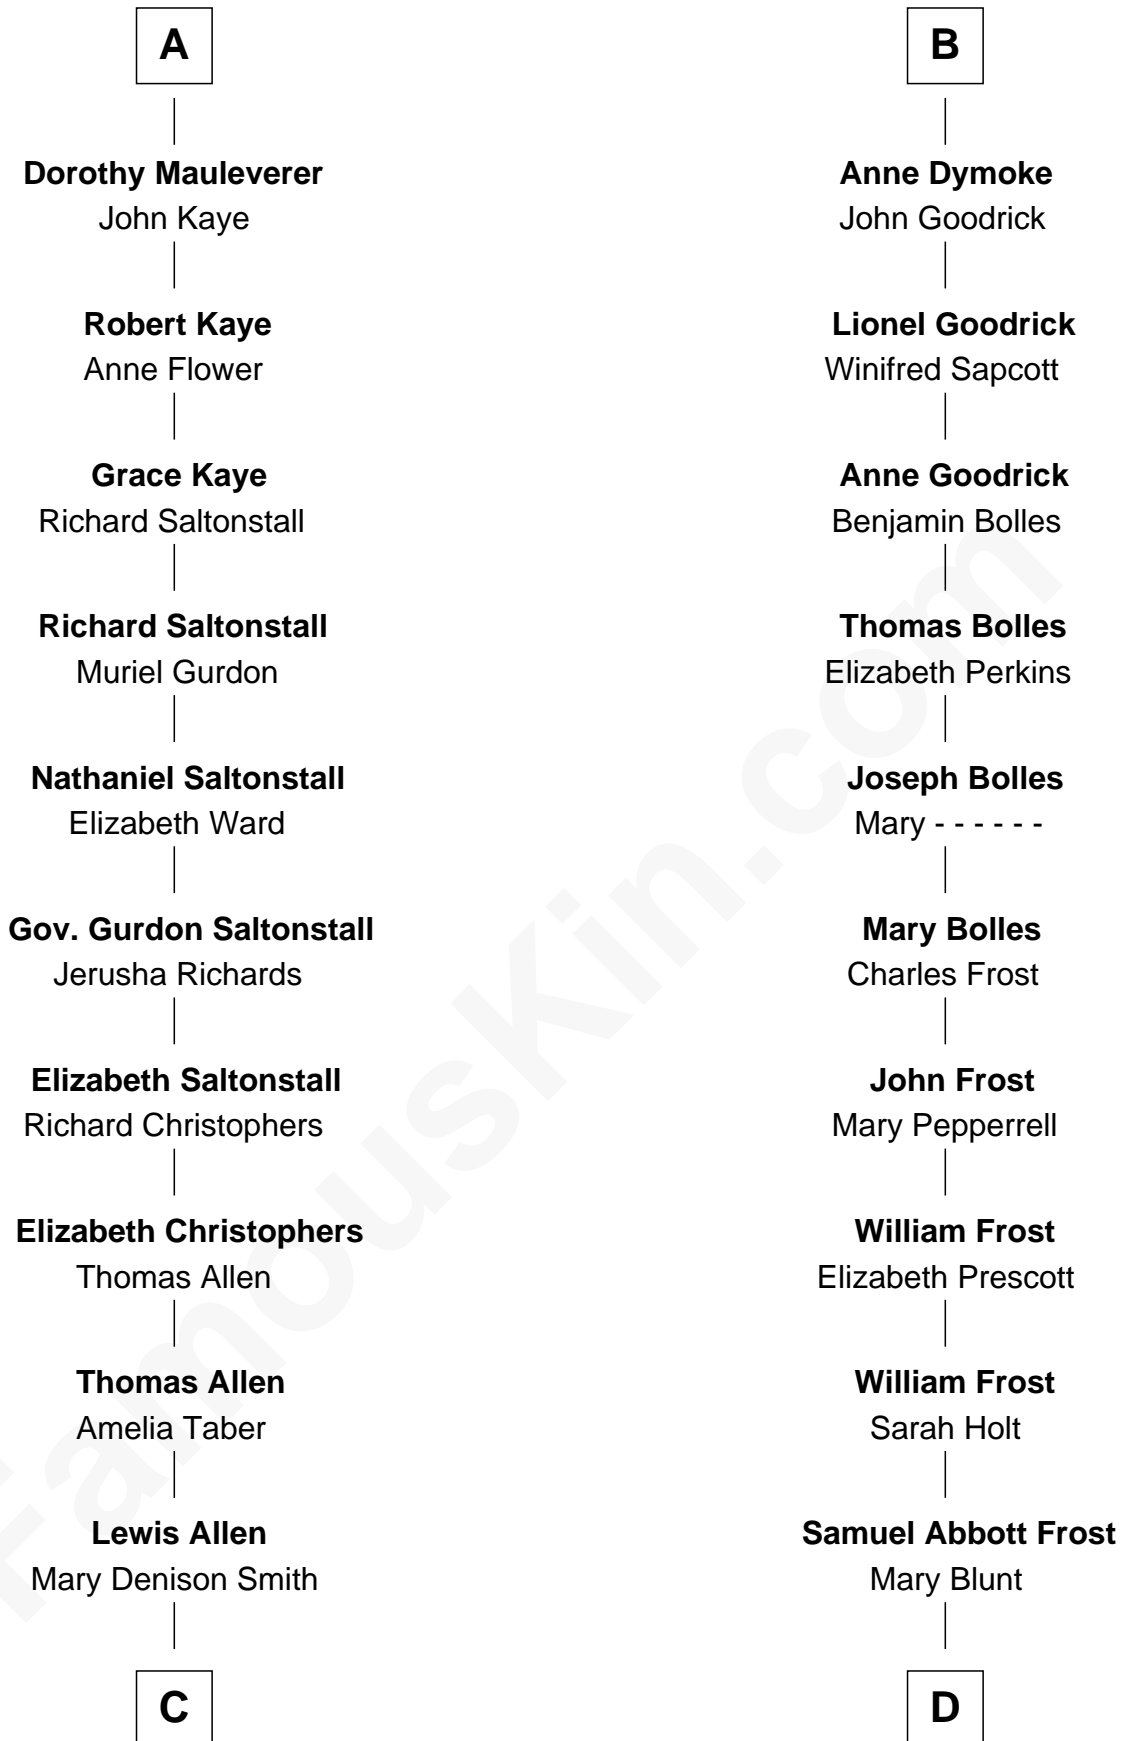 A
Dorothy Mauleverer
John Kaye
Robert Kaye
Anne Flower
Grace Kaye
Richard Saltonstall
Richard Saltonstall
Muriel Gurdon
Nathaniel Saltonstall
Elizabeth Ward
Gov. Gurdon Saltonstall
Jerusha Richards
Elizabeth Saltonstall
Richard Christophers
Elizabeth Christophers
Thomas Allen
Thomas Allen
Amelia Taber
Lewis Allen
Mary Denison Smith
C
B
Anne Dymoke
John Goodrick
Lionel Goodrick
Winifred Sapcott
Anne Goodrick
Benjamin Bolles
Thomas Bolles
Elizabeth Perkins
Joseph Bolles
Mary - - - - - -
Mary Bolles
Charles Frost
John Frost
Mary Pepperrell
William Frost
Elizabeth Prescott
William Frost
Sarah Holt
Samuel Abbott Frost
Mary Blunt
D
FamousKin.com